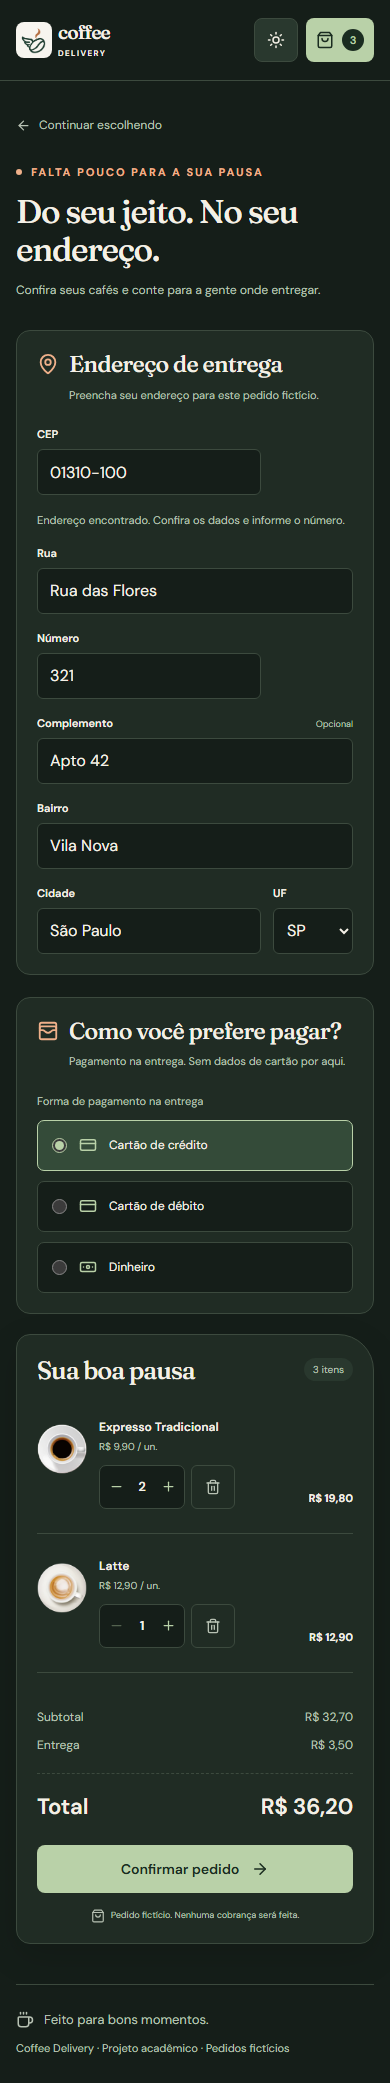 coffee
DELIVERY
3
Continuar escolhendo
FALTA POUCO PARA A SUA PAUSA
Do seu jeito. No seu
endereço.
Confira seus cafés e conte para a gente onde entregar.
Endereço de entrega
Preencha seu endereço para este pedido fictício.
CEP
01310-100
Endereço encontrado. Confira os dados e informe o número.
Rua
Rua das Flores
Número
321
Complemento Opcional
Apto 42
Bairro
Vila Nova
Cidade UF
São Paulo SP
Como você prefere pagar?
Pagamento na entrega. Sem dados de cartão por aqui.
Forma de pagamento na entrega
Cartão de crédito
Cartão de débito
Dinheiro
Sua boa pausa 3 itens
Expresso Tradicional
R$ 9,90 / un.
2 R$ 19,80
Latte
R$ 12,90 / un.
1 R$ 12,90
Subtotal R$ 32,70
Entrega R$ 3,50
Total R$ 36,20
Confirmar pedido
Pedido fictício. Nenhuma cobrança será feita.
Feito para bons momentos.
Coffee Delivery · Projeto acadêmico · Pedidos fictícios